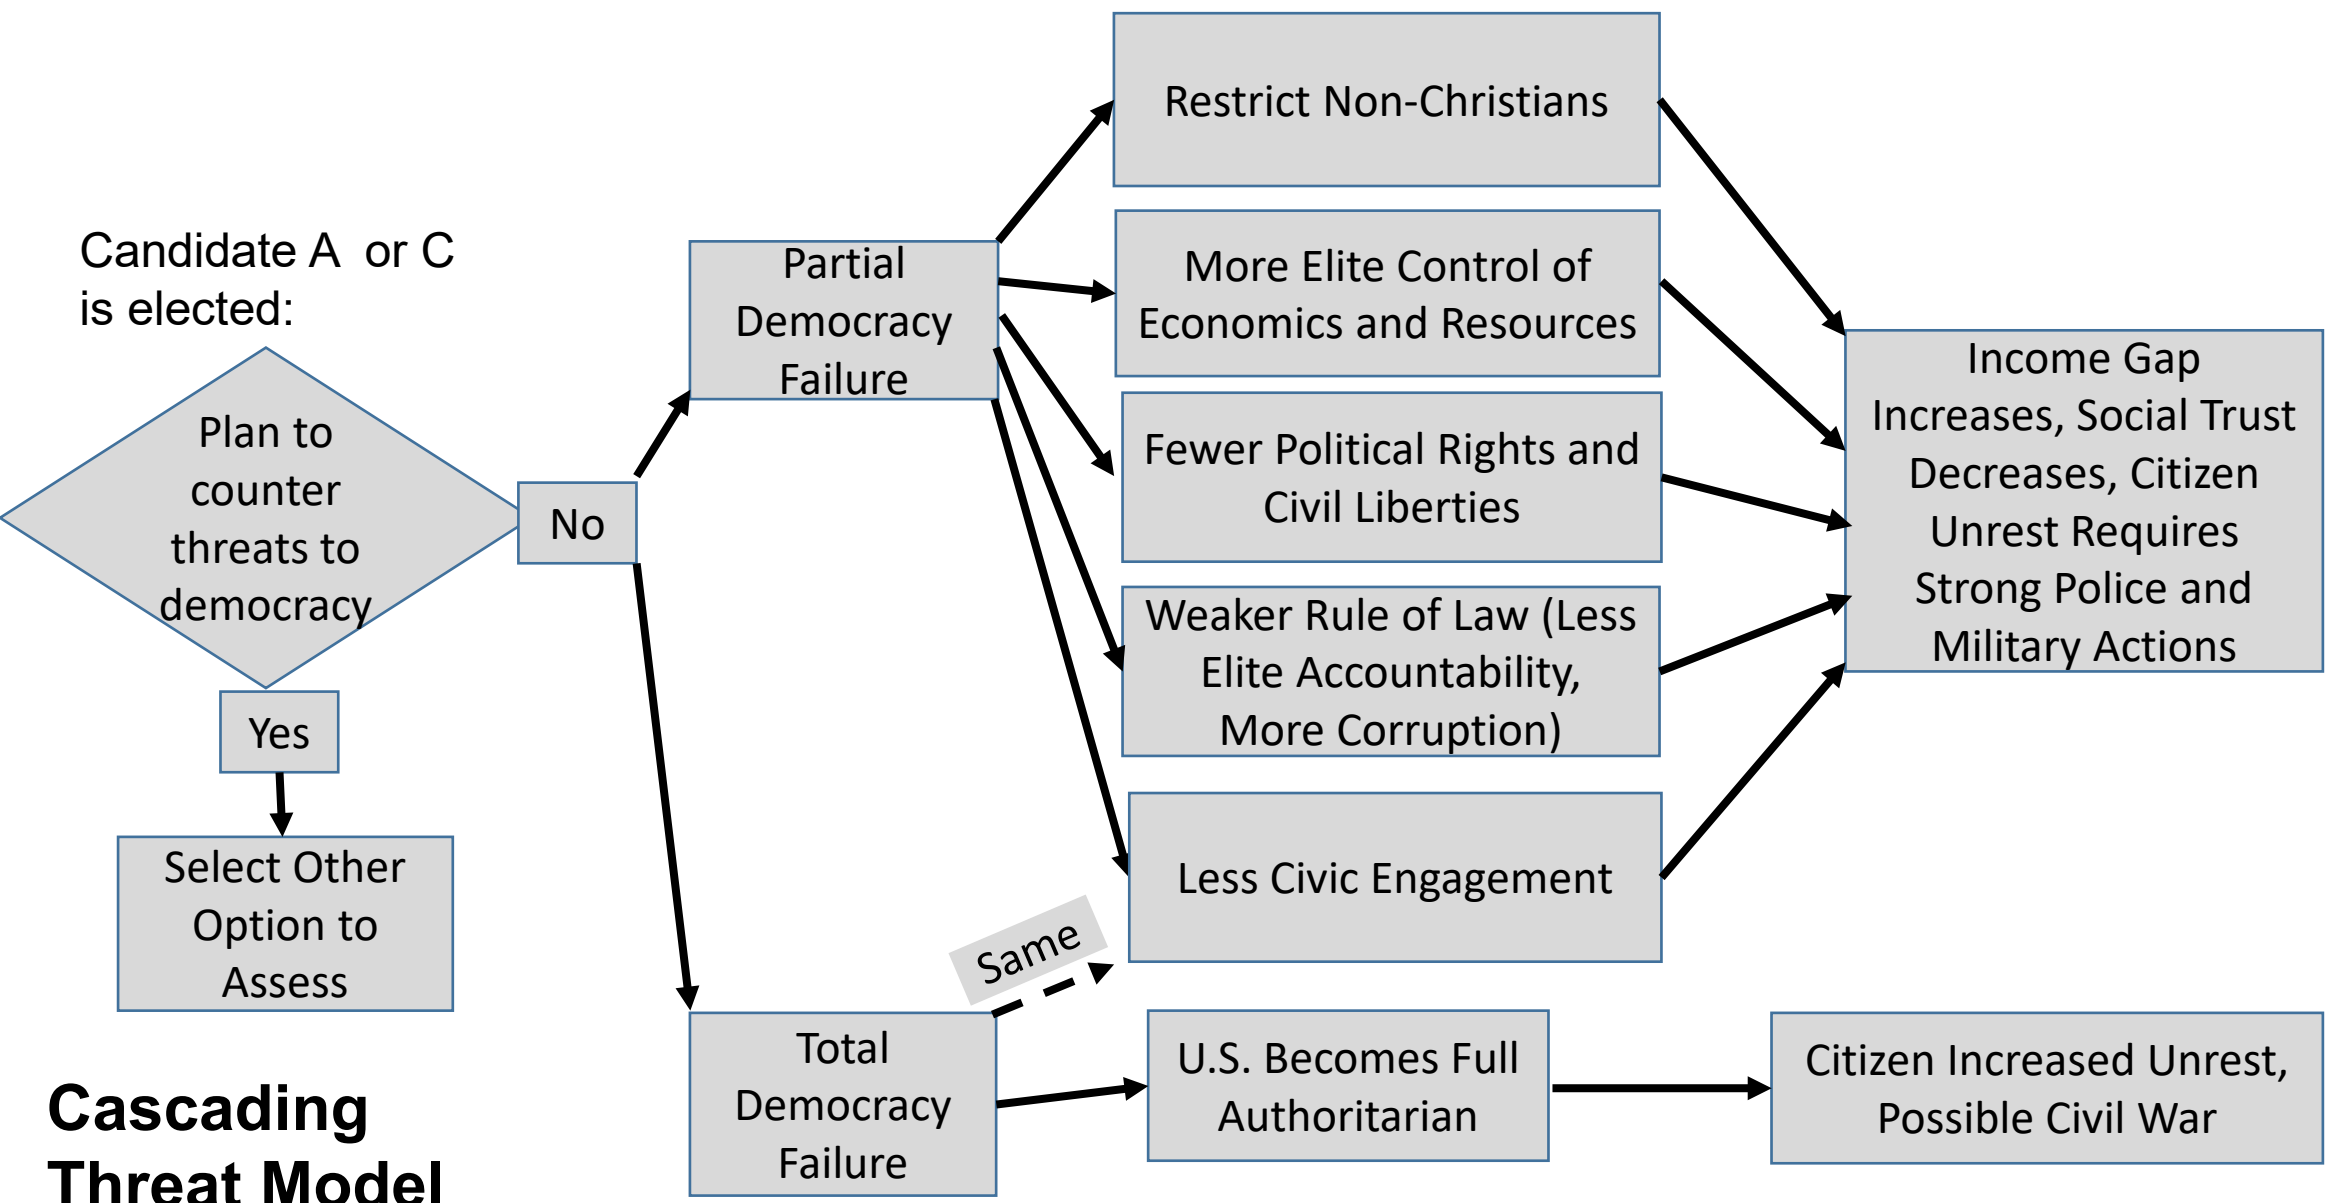 Candidate A or C
is elected:
Plan to
counter
threats to
democracy
No
Yes
Select Other
Option to
Assess
Cascading
Threat Model
Partial
Democracy
Failure
Total
Democracy
Failure
Same
Restrict Non-Christians
More Elite Control of
Economics and Resources
Fewer Political Rights and
Civil Liberties
Weaker Rule of Law (Less
Elite Accountability,
More Corruption)
Less Civic Engagement
U.S. Becomes Full
Authoritarian
Income Gap
Increases, Social Trust
Decreases, Citizen
Unrest Requires
Strong Police and
Military Actions
Citizen Increased Unrest,
Possible Civil War